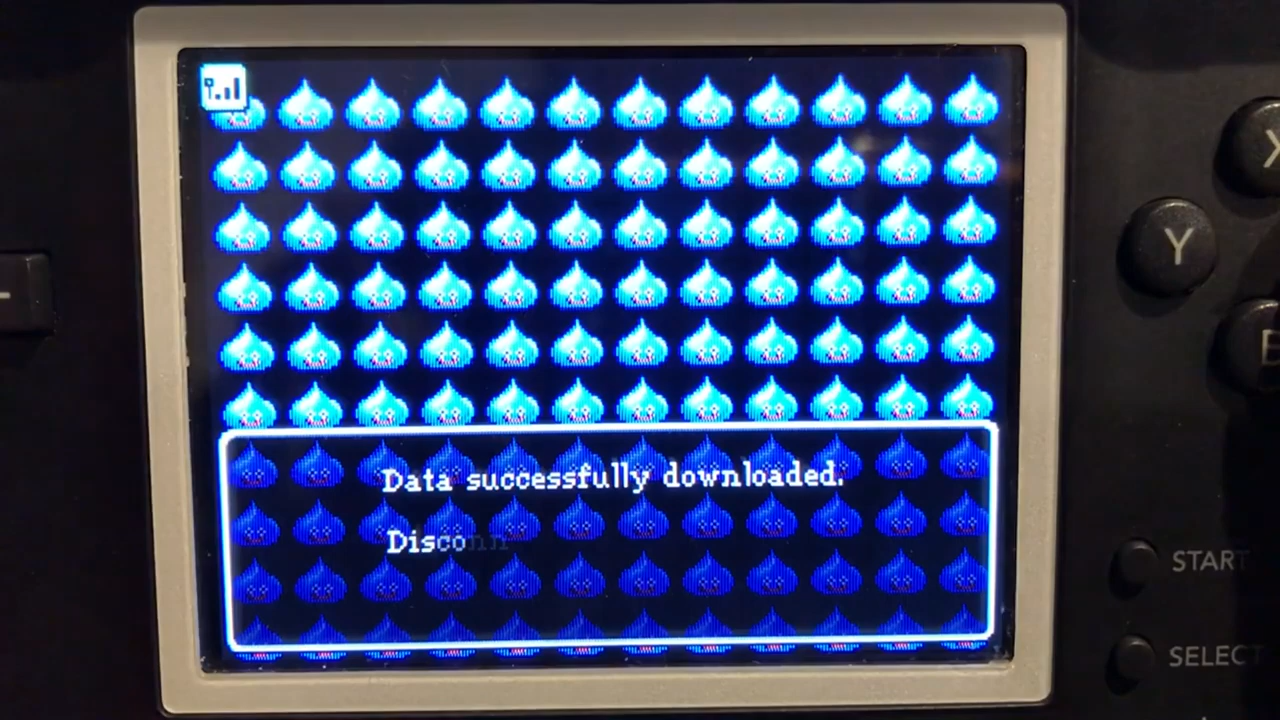 Data successfully downloaded.
Disconn
X
Y
B
START
SELECT